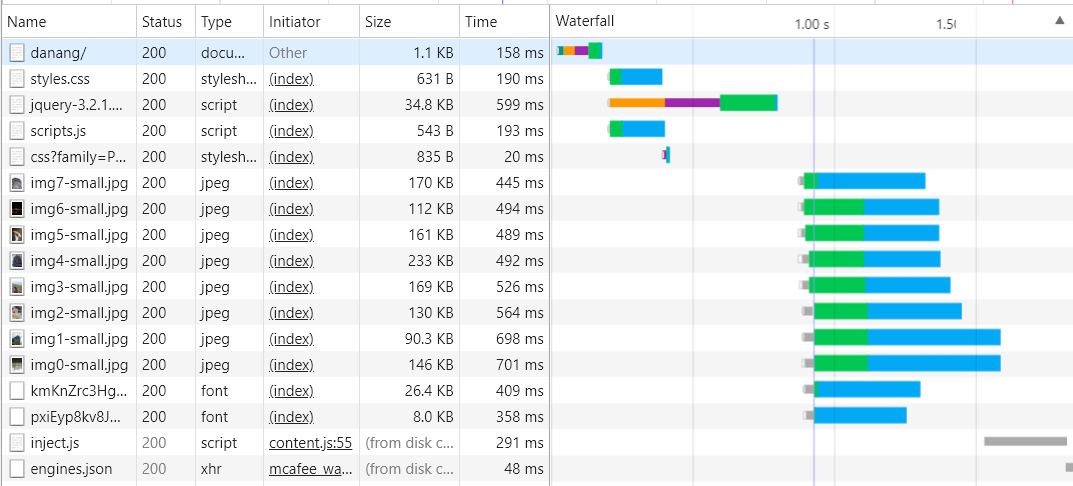 Name Status Type Initiator Size Time Waterfall 1.00 s 1.50
danang/ 200 docu... Other 1.1 KB 158 ms
styles.css 200 stylesh... (index) 631 B 190 ms
jquery-3.2.1.... 200 script (index) 34.8 KB 599 ms
scripts.js 200 script (index) 543 B 193 ms
css?family=P... 200 stylesh... (index) 835 B 20 ms
img7-small.jpg 200 jpeg (index) 170 KB 445 ms
img6-small.jpg 200 jpeg (index) 112 KB 494 ms
img5-small.jpg 200 jpeg (index) 161 KB 489 ms
img4-small.jpg 200 jpeg (index) 233 KB 492 ms
img3-small.jpg 200 jpeg (index) 169 KB 526 ms
img2-small.jpg 200 jpeg (index) 130 KB 564 ms
img1-small.jpg 200 jpeg (index) 90.3 KB 698 ms
img0-small.jpg 200 jpeg (index) 146 KB 701 ms
kmKnZrc3Hg... 200 font (index) 26.4 KB 409 ms
pxiEyp8kv8J... 200 font (index) 8.0 KB 358 ms
inject.js 200 script content.js:55 (from disk c... 291 ms
engines.json 200 xhr mcafee_wa... (from disk c... 48 ms